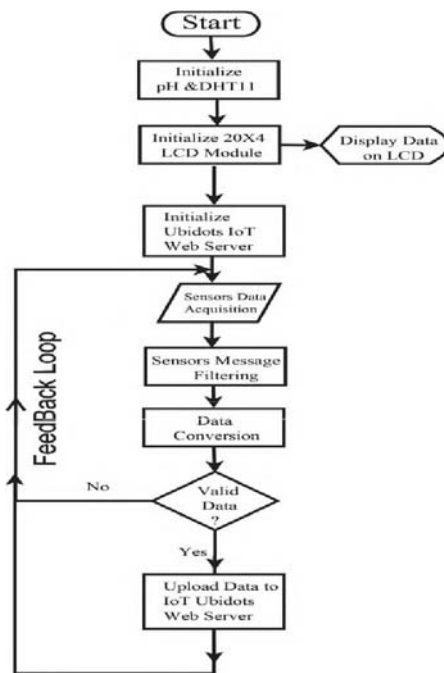 Start
Initialize
pH &DHT11
Initialize 20X4
LCD Module
Display Data
on LCD
Initialize
Ubidots IoT
Web Server
Sensors Data
Acquisition
Sensors Message
Filtering
Data
Conversion
FeedBack Loop
No
Valid
Data
?
Yes
Upload Data to
IoT Ubidots
Web Server